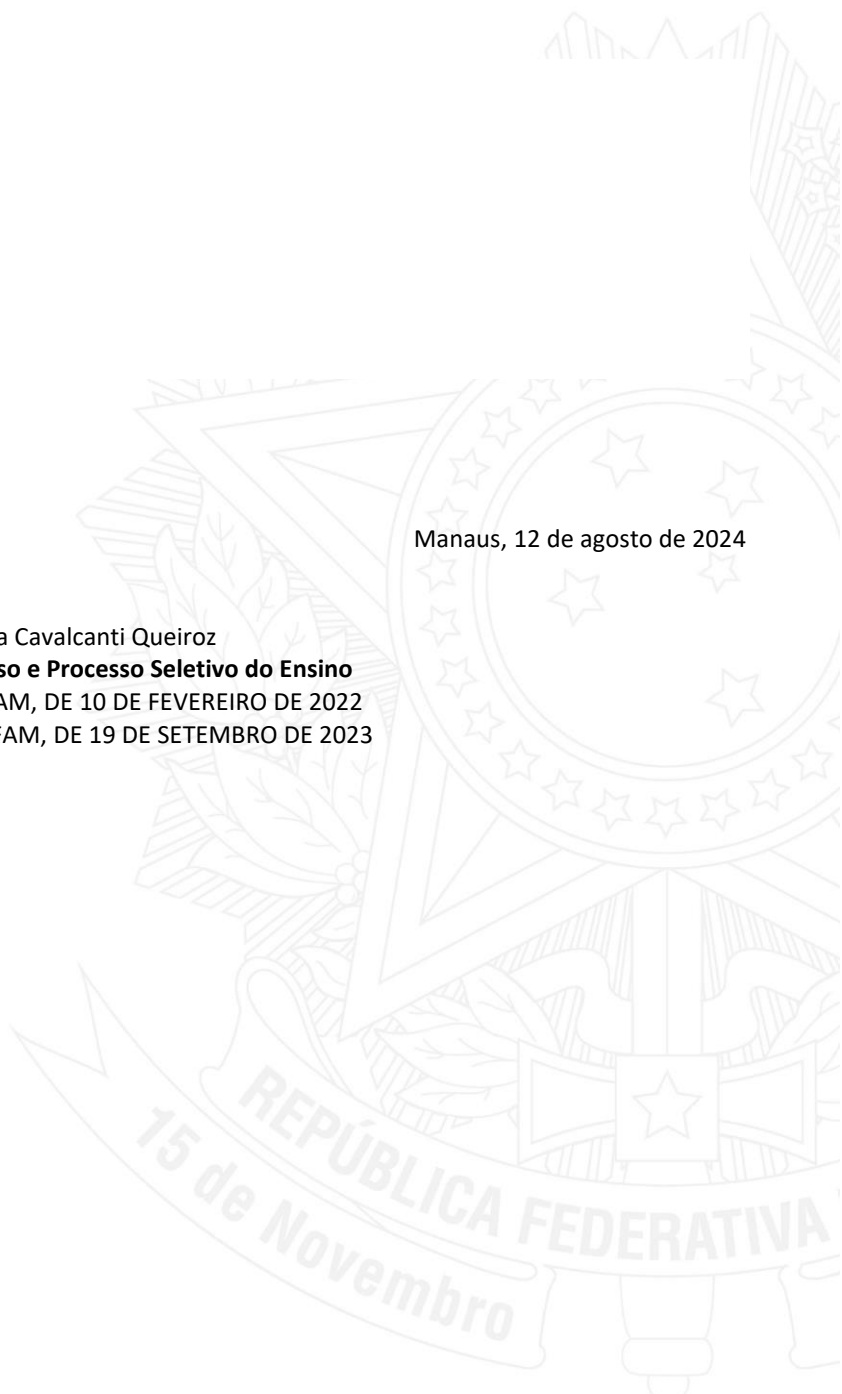 Manaus, 12 de agosto de 2024
a Cavalcanti Queiroz
so e Processo Seletivo do Ensino
AM, DE 10 DE FEVEREIRO DE 2022
FAM, DE 19 DE SETEMBRO DE 2023
REPÚBLICA FEDERATIVA
15 de Novembro